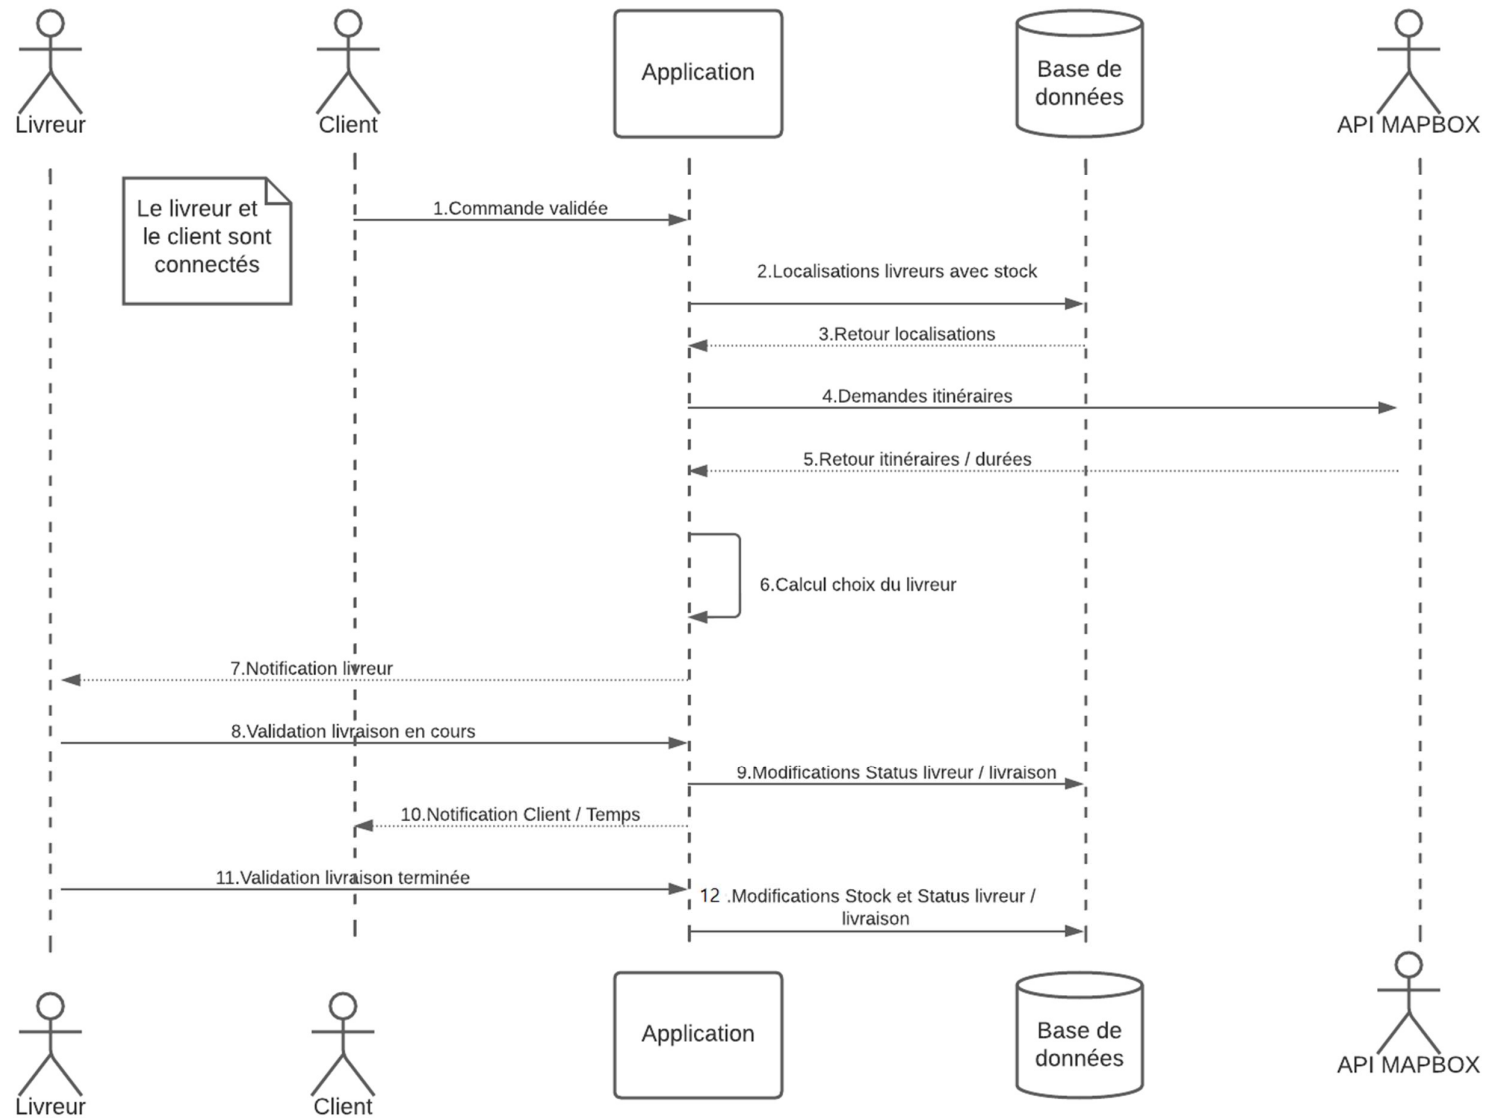 Livreur
Client
Application
Base de
données
API MAPBOX
Le livreur et
le client sont
connectés
1.Commande validée
2.Localisations livreurs avec stock
3.Retour localisations
4.Demandes itinéraires
5.Retour itinéraires / durées
6.Calcul choix du livreur
7.Notification livreur
8.Validation livraison en cours
9.Modifications Status livreur / livraison
10.Notification Client / Temps
11.Validation livraison terminée
12 .Modifications Stock et Status livreur /
livraison
Livreur
Client
Application
Base de
données
API MAPBOX